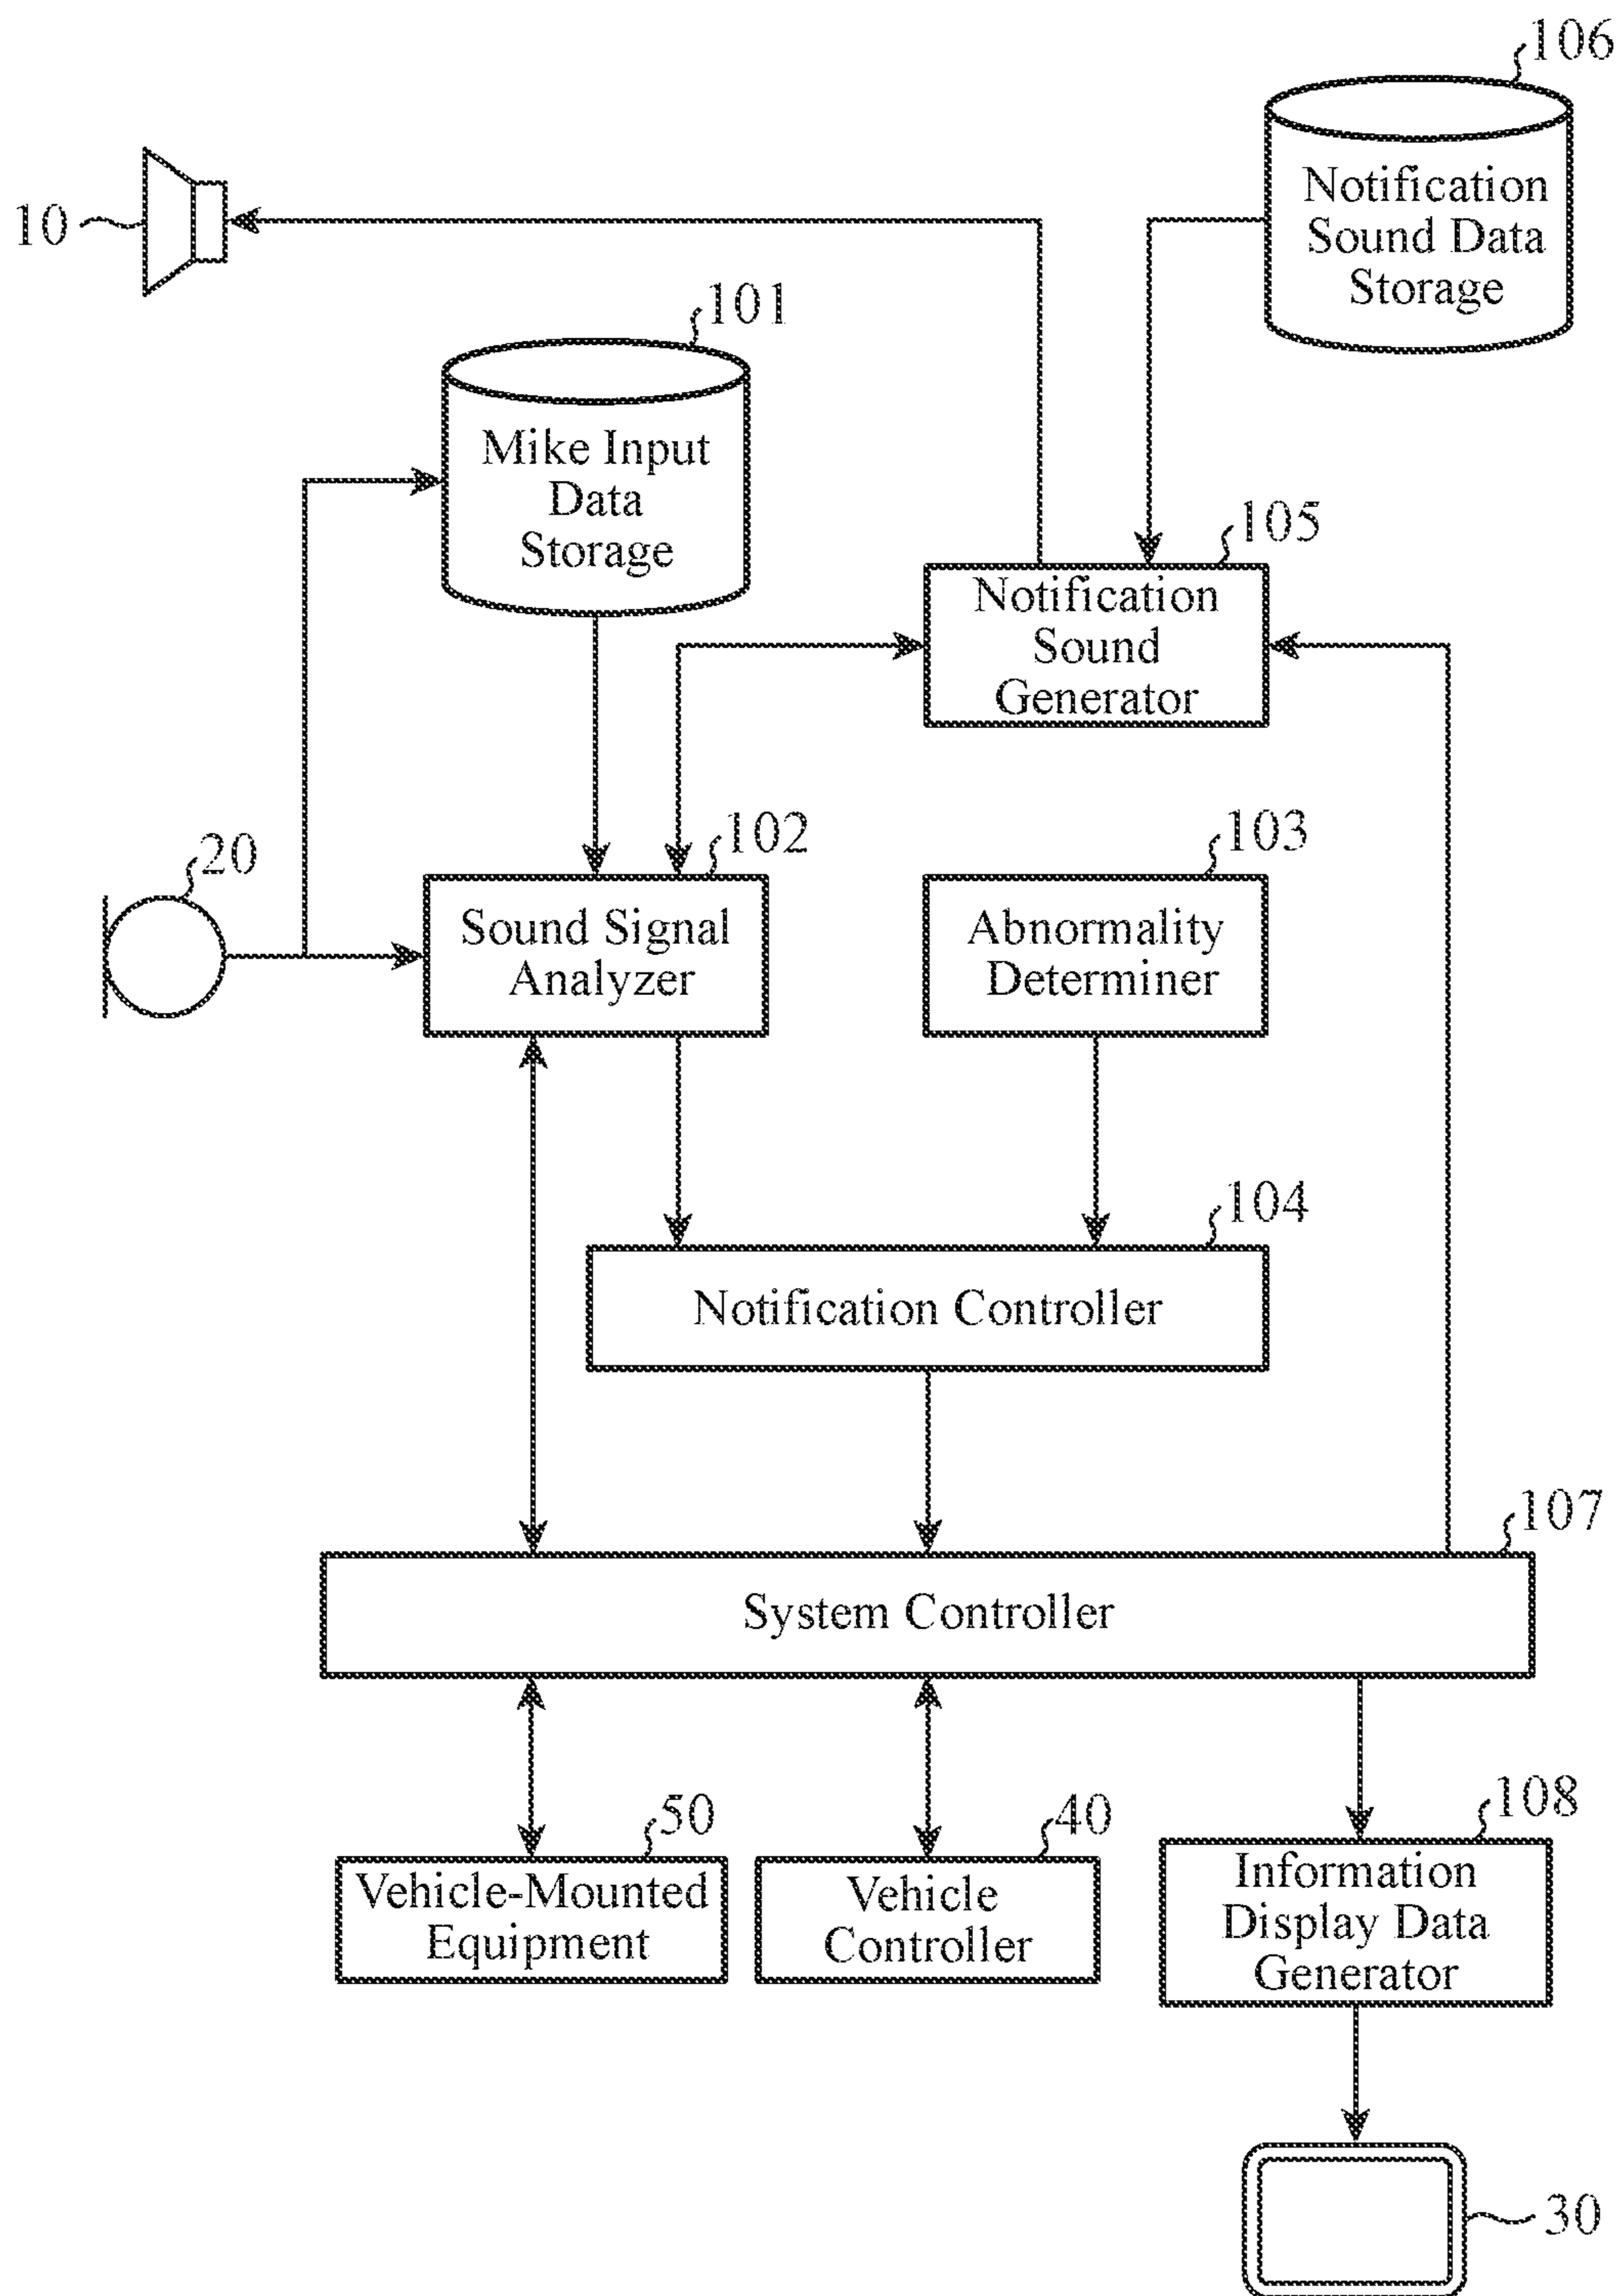 106
Notification
Sound Data
Storage
10
101
Mike Input
Data
Storage
105
Notification
Sound
Generator
20
102
Sound Signal
Analyzer
103
Abnormality
Determiner
104
Notification Controller
107
System Controller
50
Vehicle-Mounted
Equipment
40
Vehicle
Controller
108
Information
Display Data
Generator
30